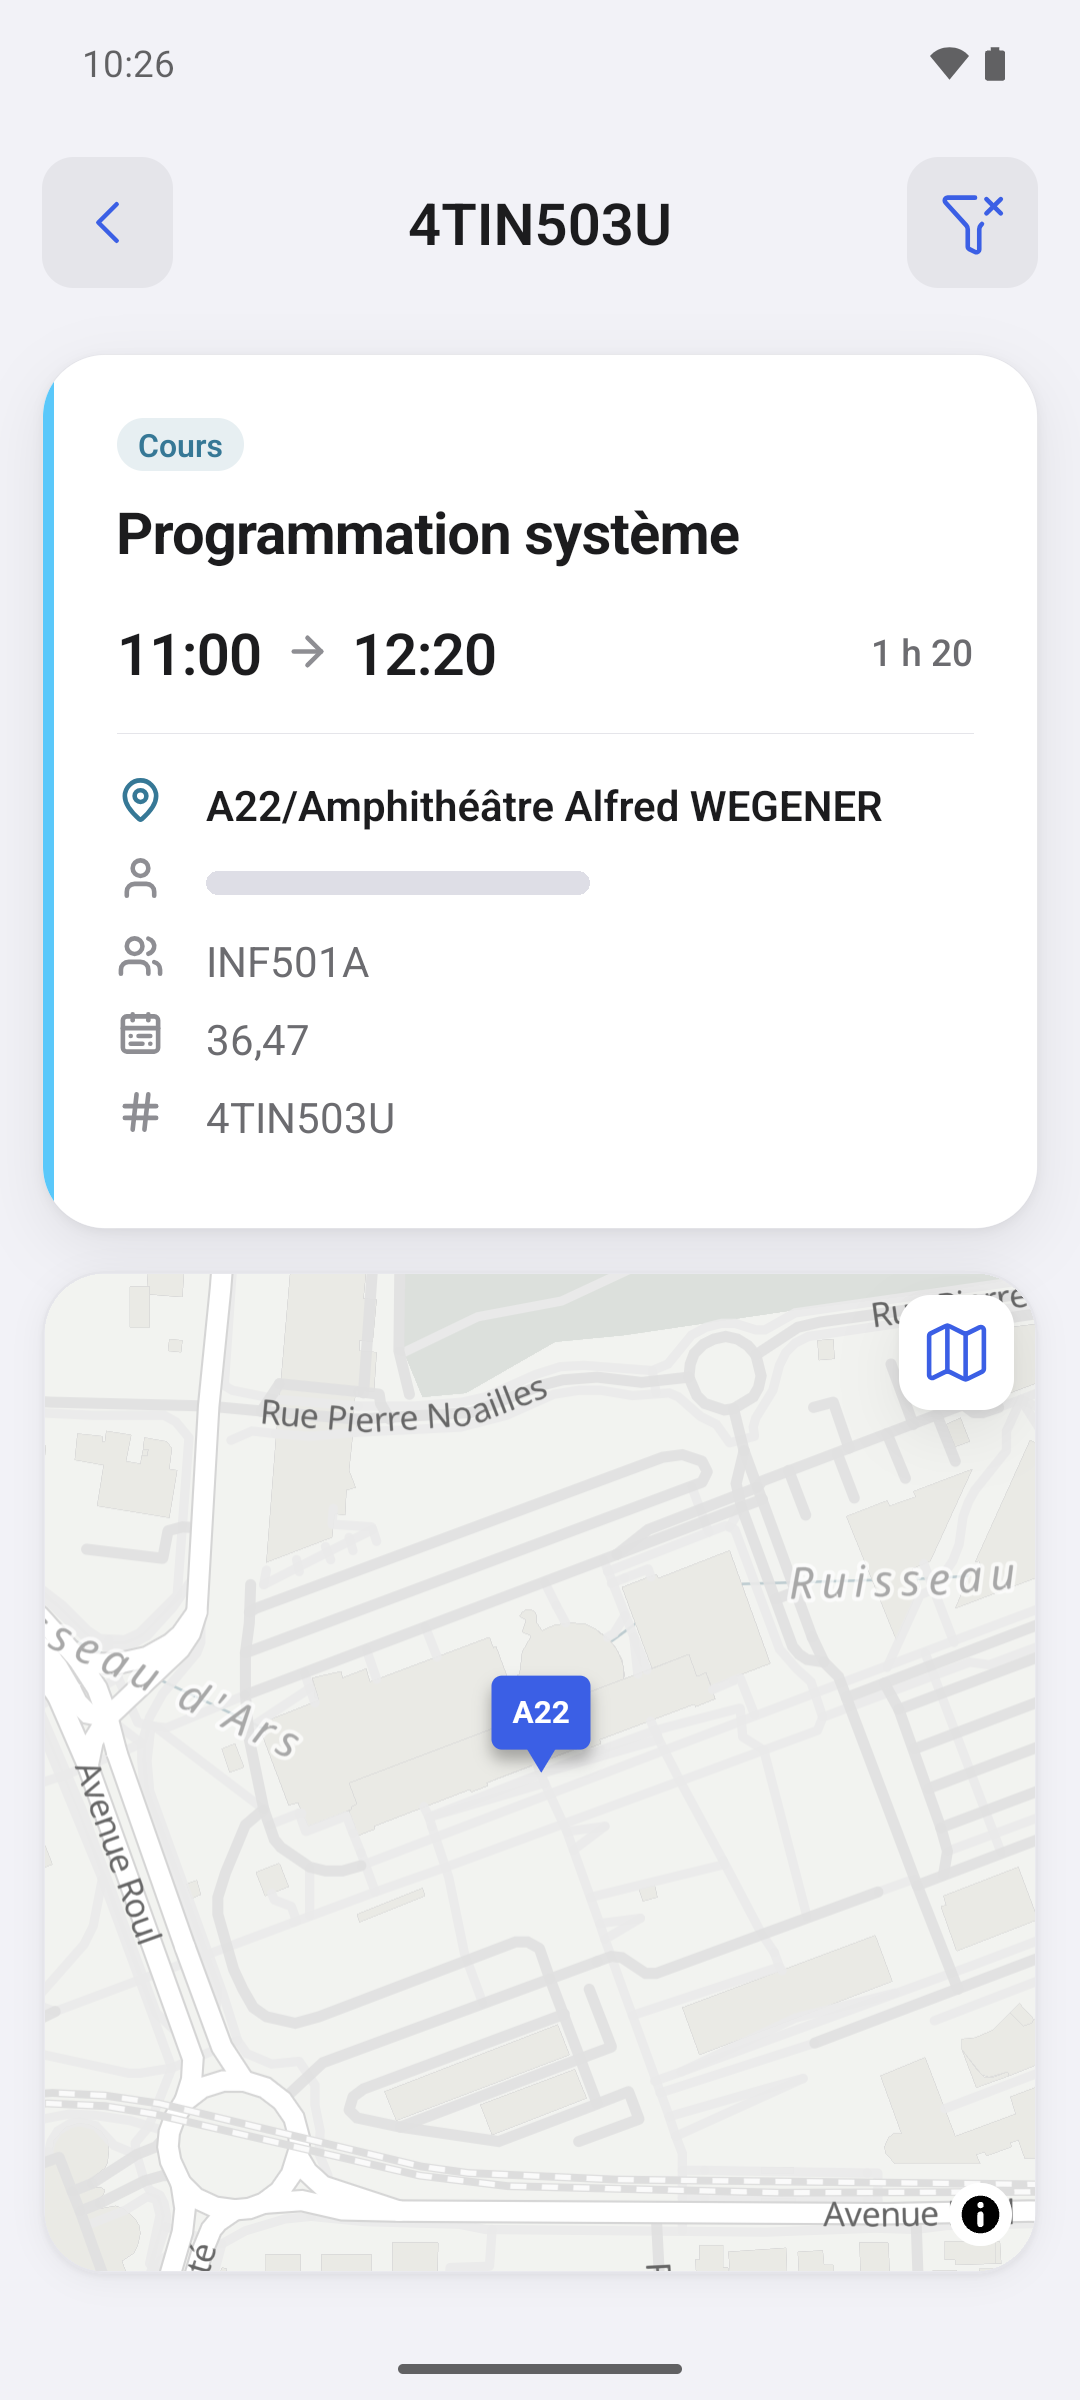 10:26
4TIN503U
Cours
Programmation système
11:00 → 12:20
1 h 20
A22/Amphithéâtre Alfred WEGENER
INF501A
36,47
4TIN503U
Rue Pierre Noailles
Ruisseau
d'Ars
A22
Avenue Roul
Avenue